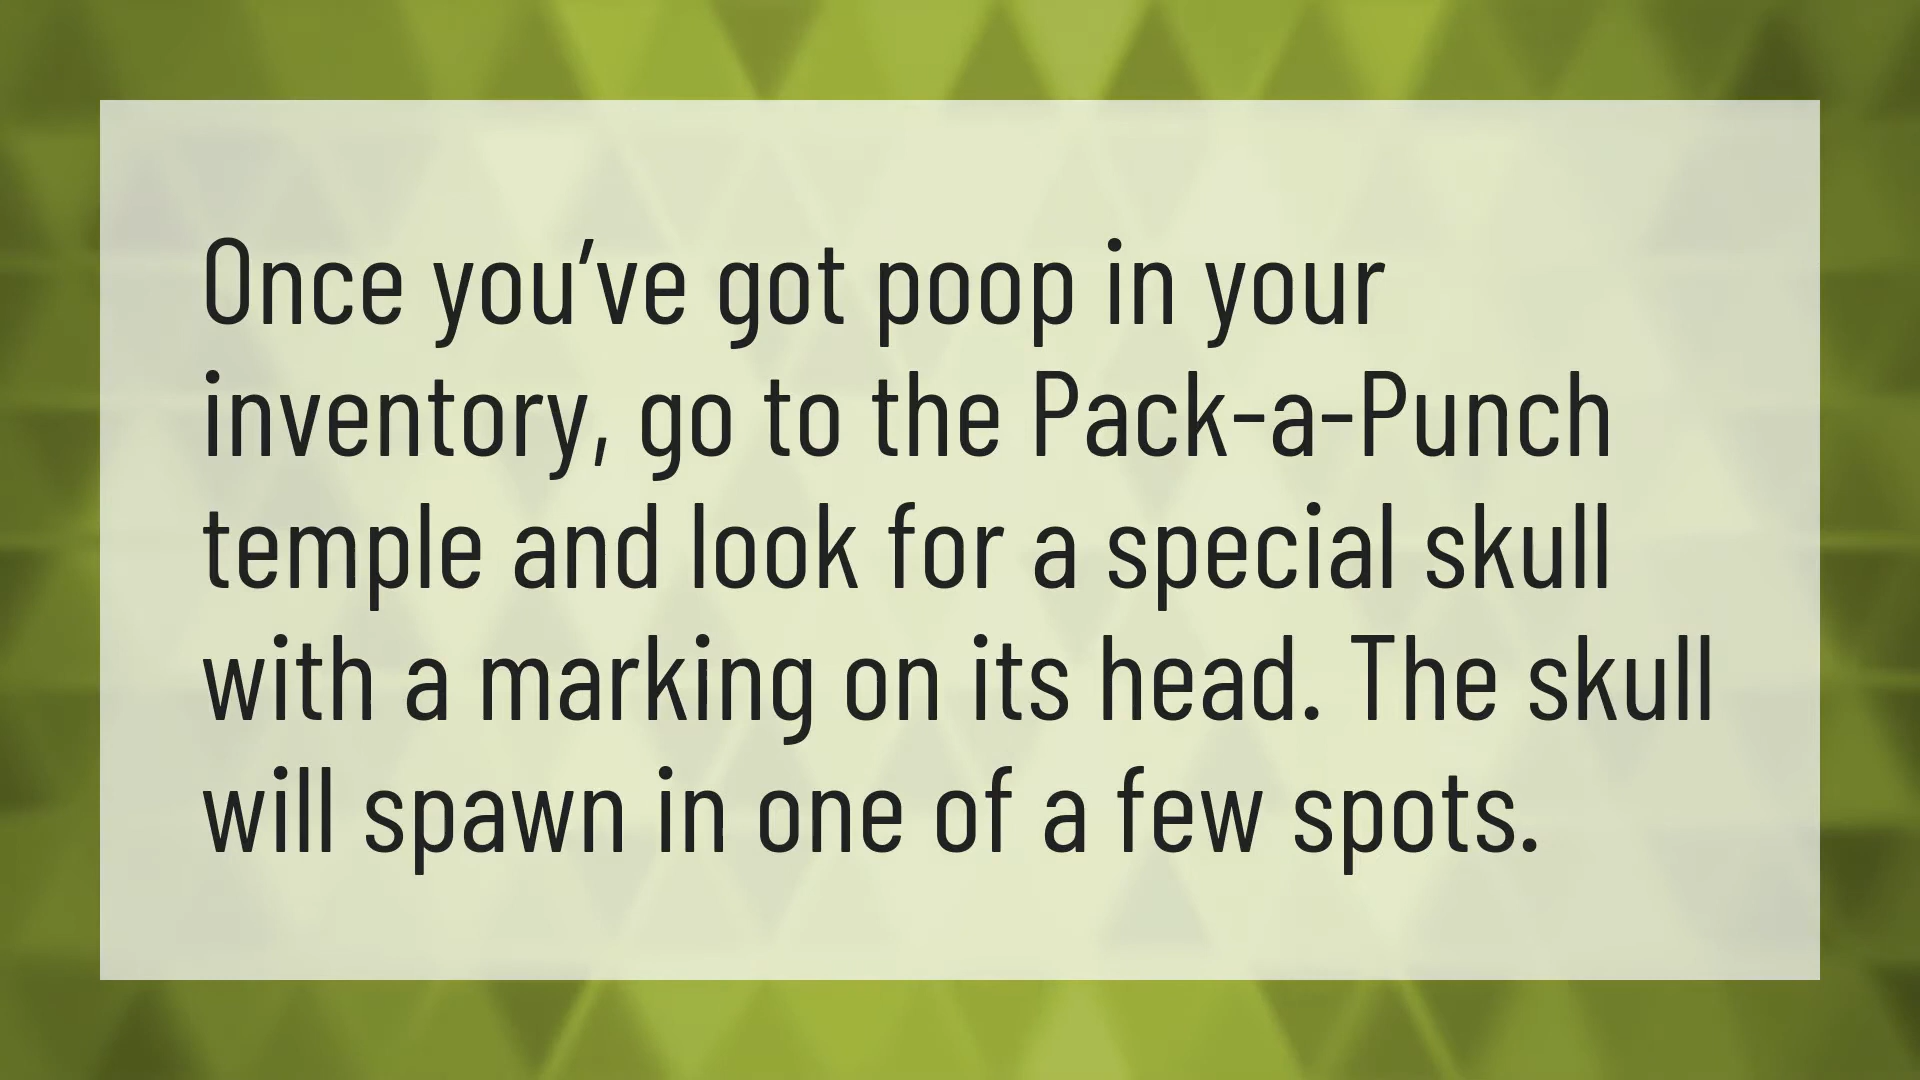 Once you’ve got poop in your
inventory, go to the Pack-a-Punch
temple and look for a special skull
with a marking on its head. The skull
will spawn in one of a few spots.